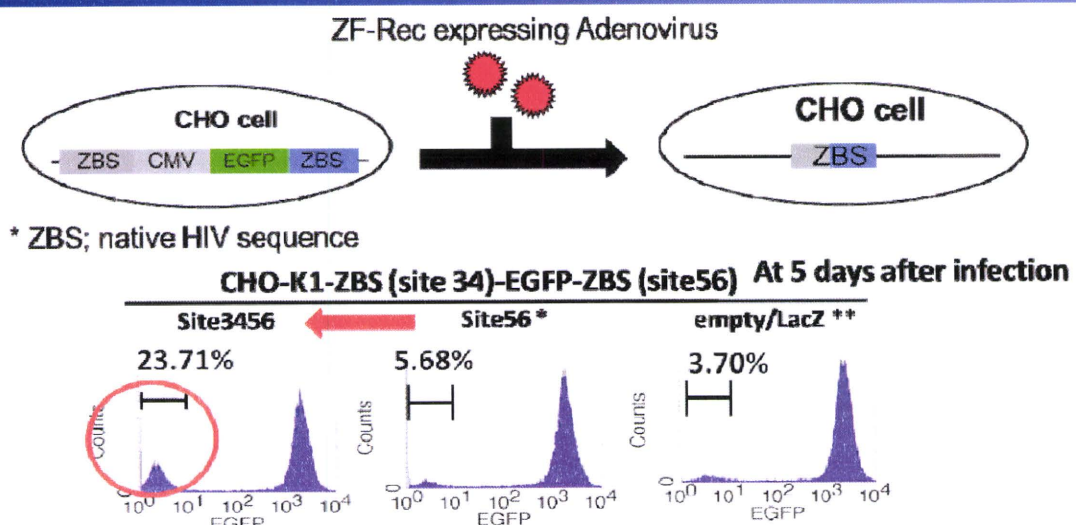 ZF-Rec expressing Adenovirus
CHO cell
ZBS CMV EGFP ZBS
CHO cell
ZBS
* ZBS; native HIV sequence
CHO-K1-ZBS (site 34)-EGFP-ZBS (site56) At 5 days after infection
Site3456 Site56 * empty/LacZ **
23.71% 5.68% 3.70%
Counts Counts Counts
0 0 0
10⁰ 10¹ 10² 10³ 10⁴ 10⁰ 10¹ 10² 10³ 10⁴ 10⁰ 10¹ 10² 10³ 10⁴
EGFP EGFP EGFP